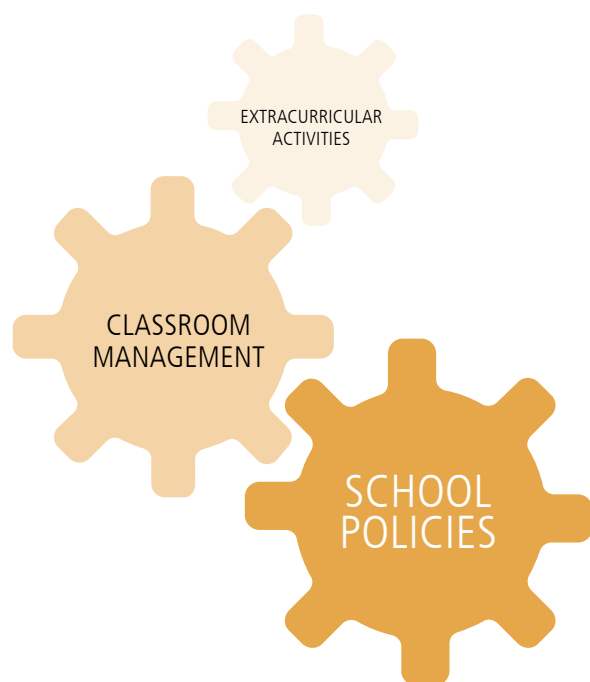 EXTRACURRICULAR
ACTIVITIES
CLASSROOM
MANAGEMENT
SCHOOL
POLICIES